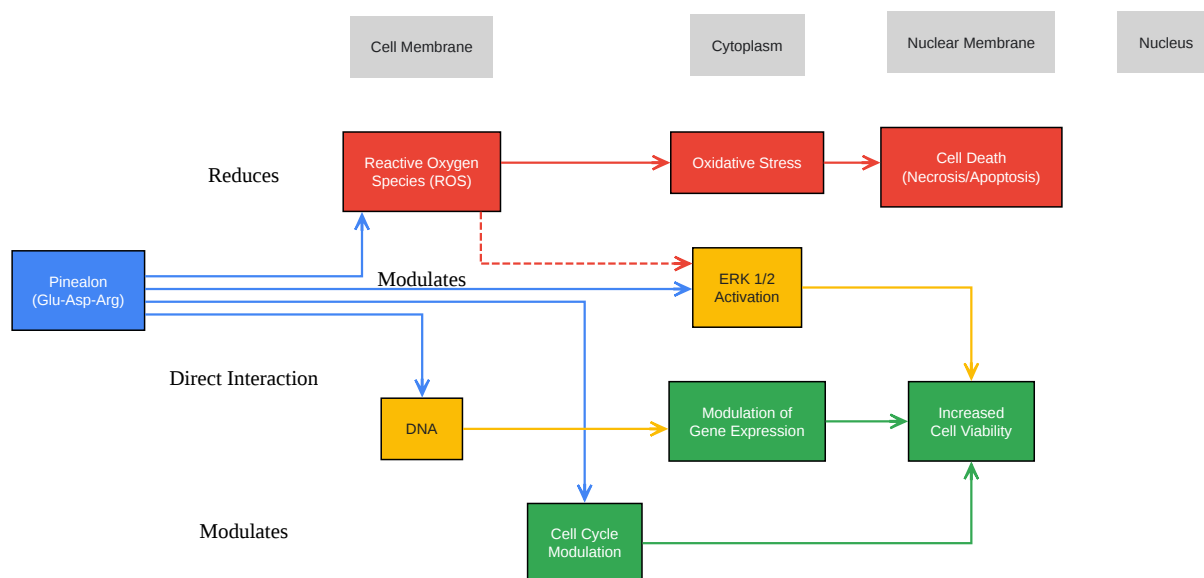 Cell Membrane
Cytoplasm
Nuclear Membrane
Nucleus
Reduces
Reactive Oxygen
Species (ROS)
Oxidative Stress
Cell Death
(Necrosis/Apoptosis)
Pinealon
(Glu-Asp-Arg)
Modulates
ERK 1/2
Activation
Direct Interaction
DNA
Modulation of
Gene Expression
Increased
Cell Viability
Modulates
Cell Cycle
Modulation